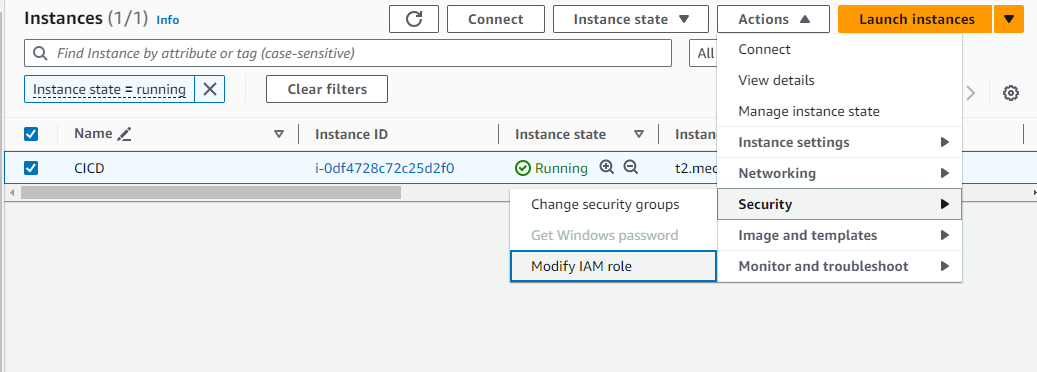 Instances (1/1) Info
Connect
Instance state
Actions
Launch instances
Find Instance by attribute or tag (case-sensitive)
All
Instance state = running
Clear filters
Connect
View details
Manage instance state
Instance settings
Networking
Security
Image and templates
Monitor and troubleshoot
Name
Instance ID
Instance state
CICD
i-0df4728c72c25d2f0
Running
Change security groups
Get Windows password
Modify IAM role